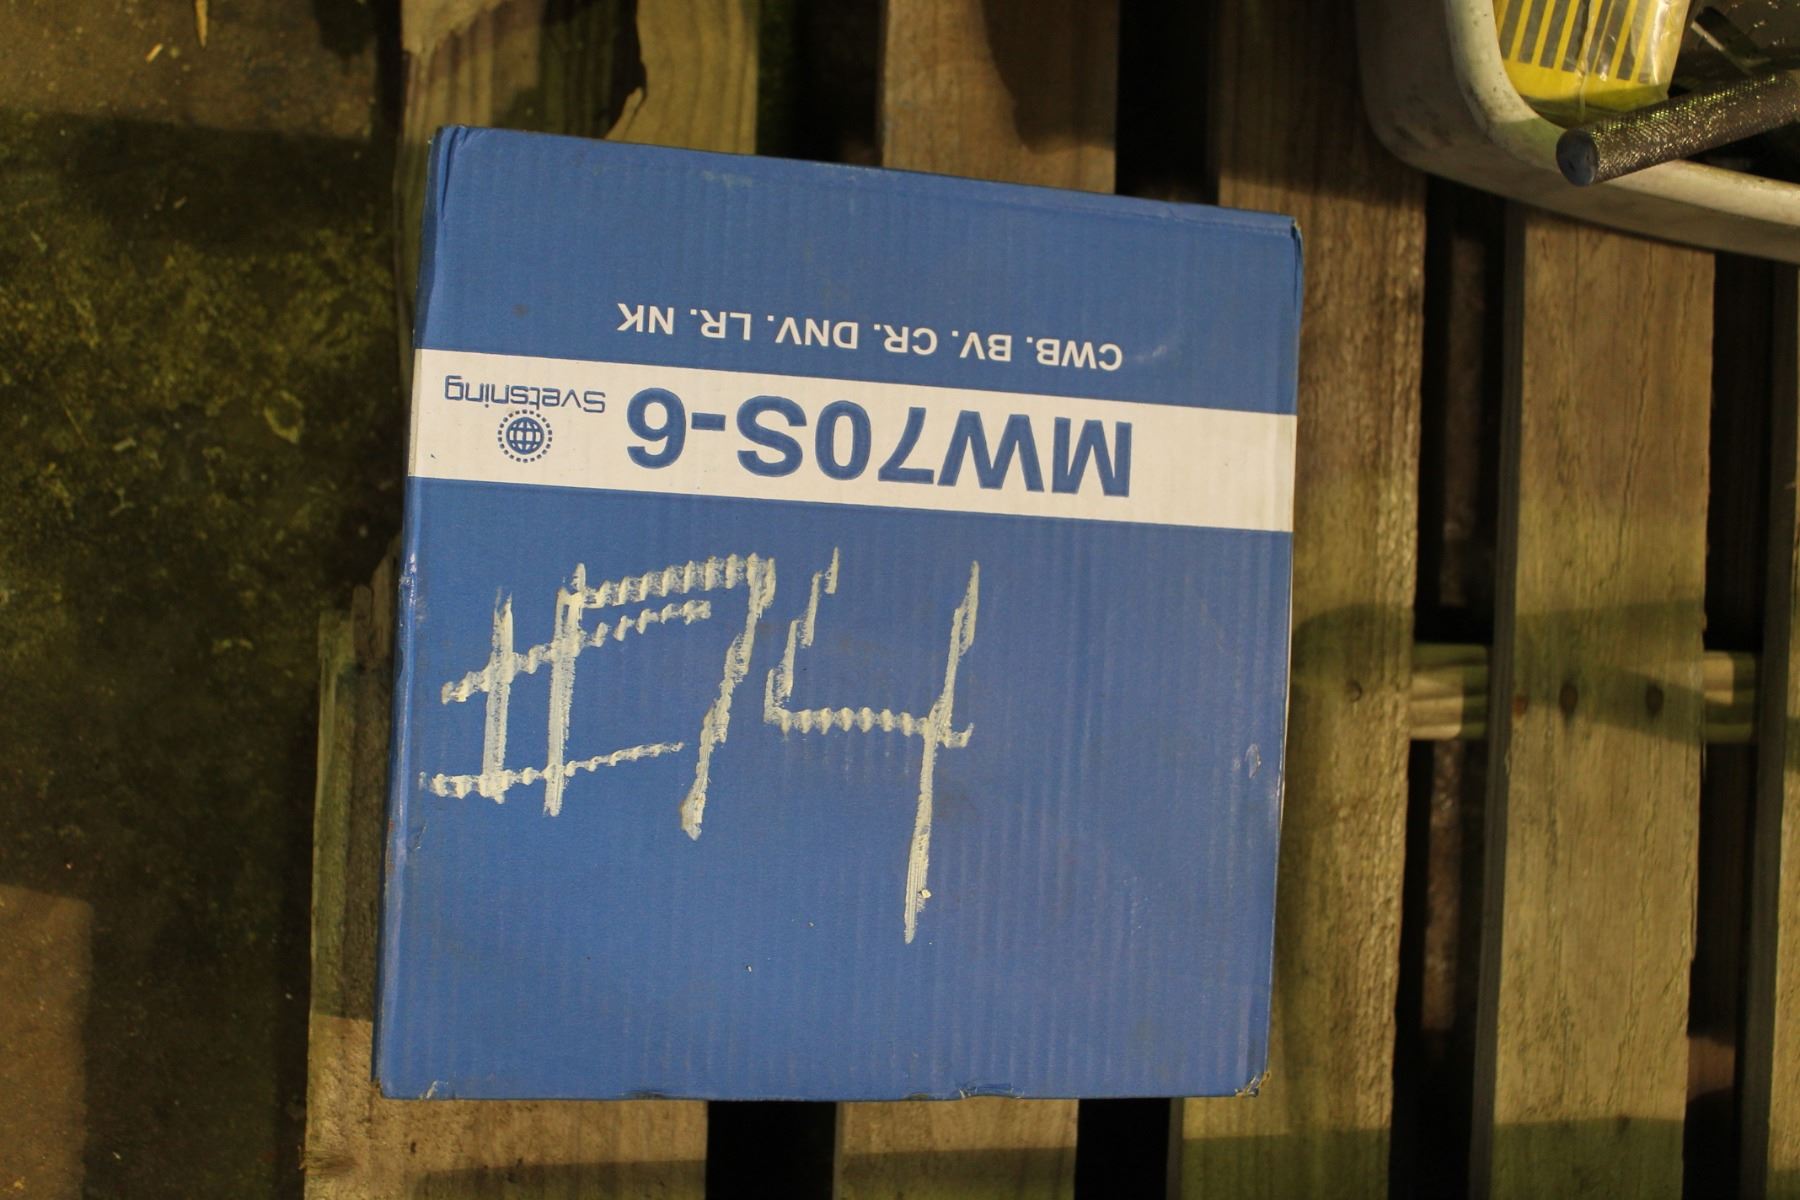 CWB. BV. CR. DNV. LR. NK
MW70S-6
Svetsning
#74